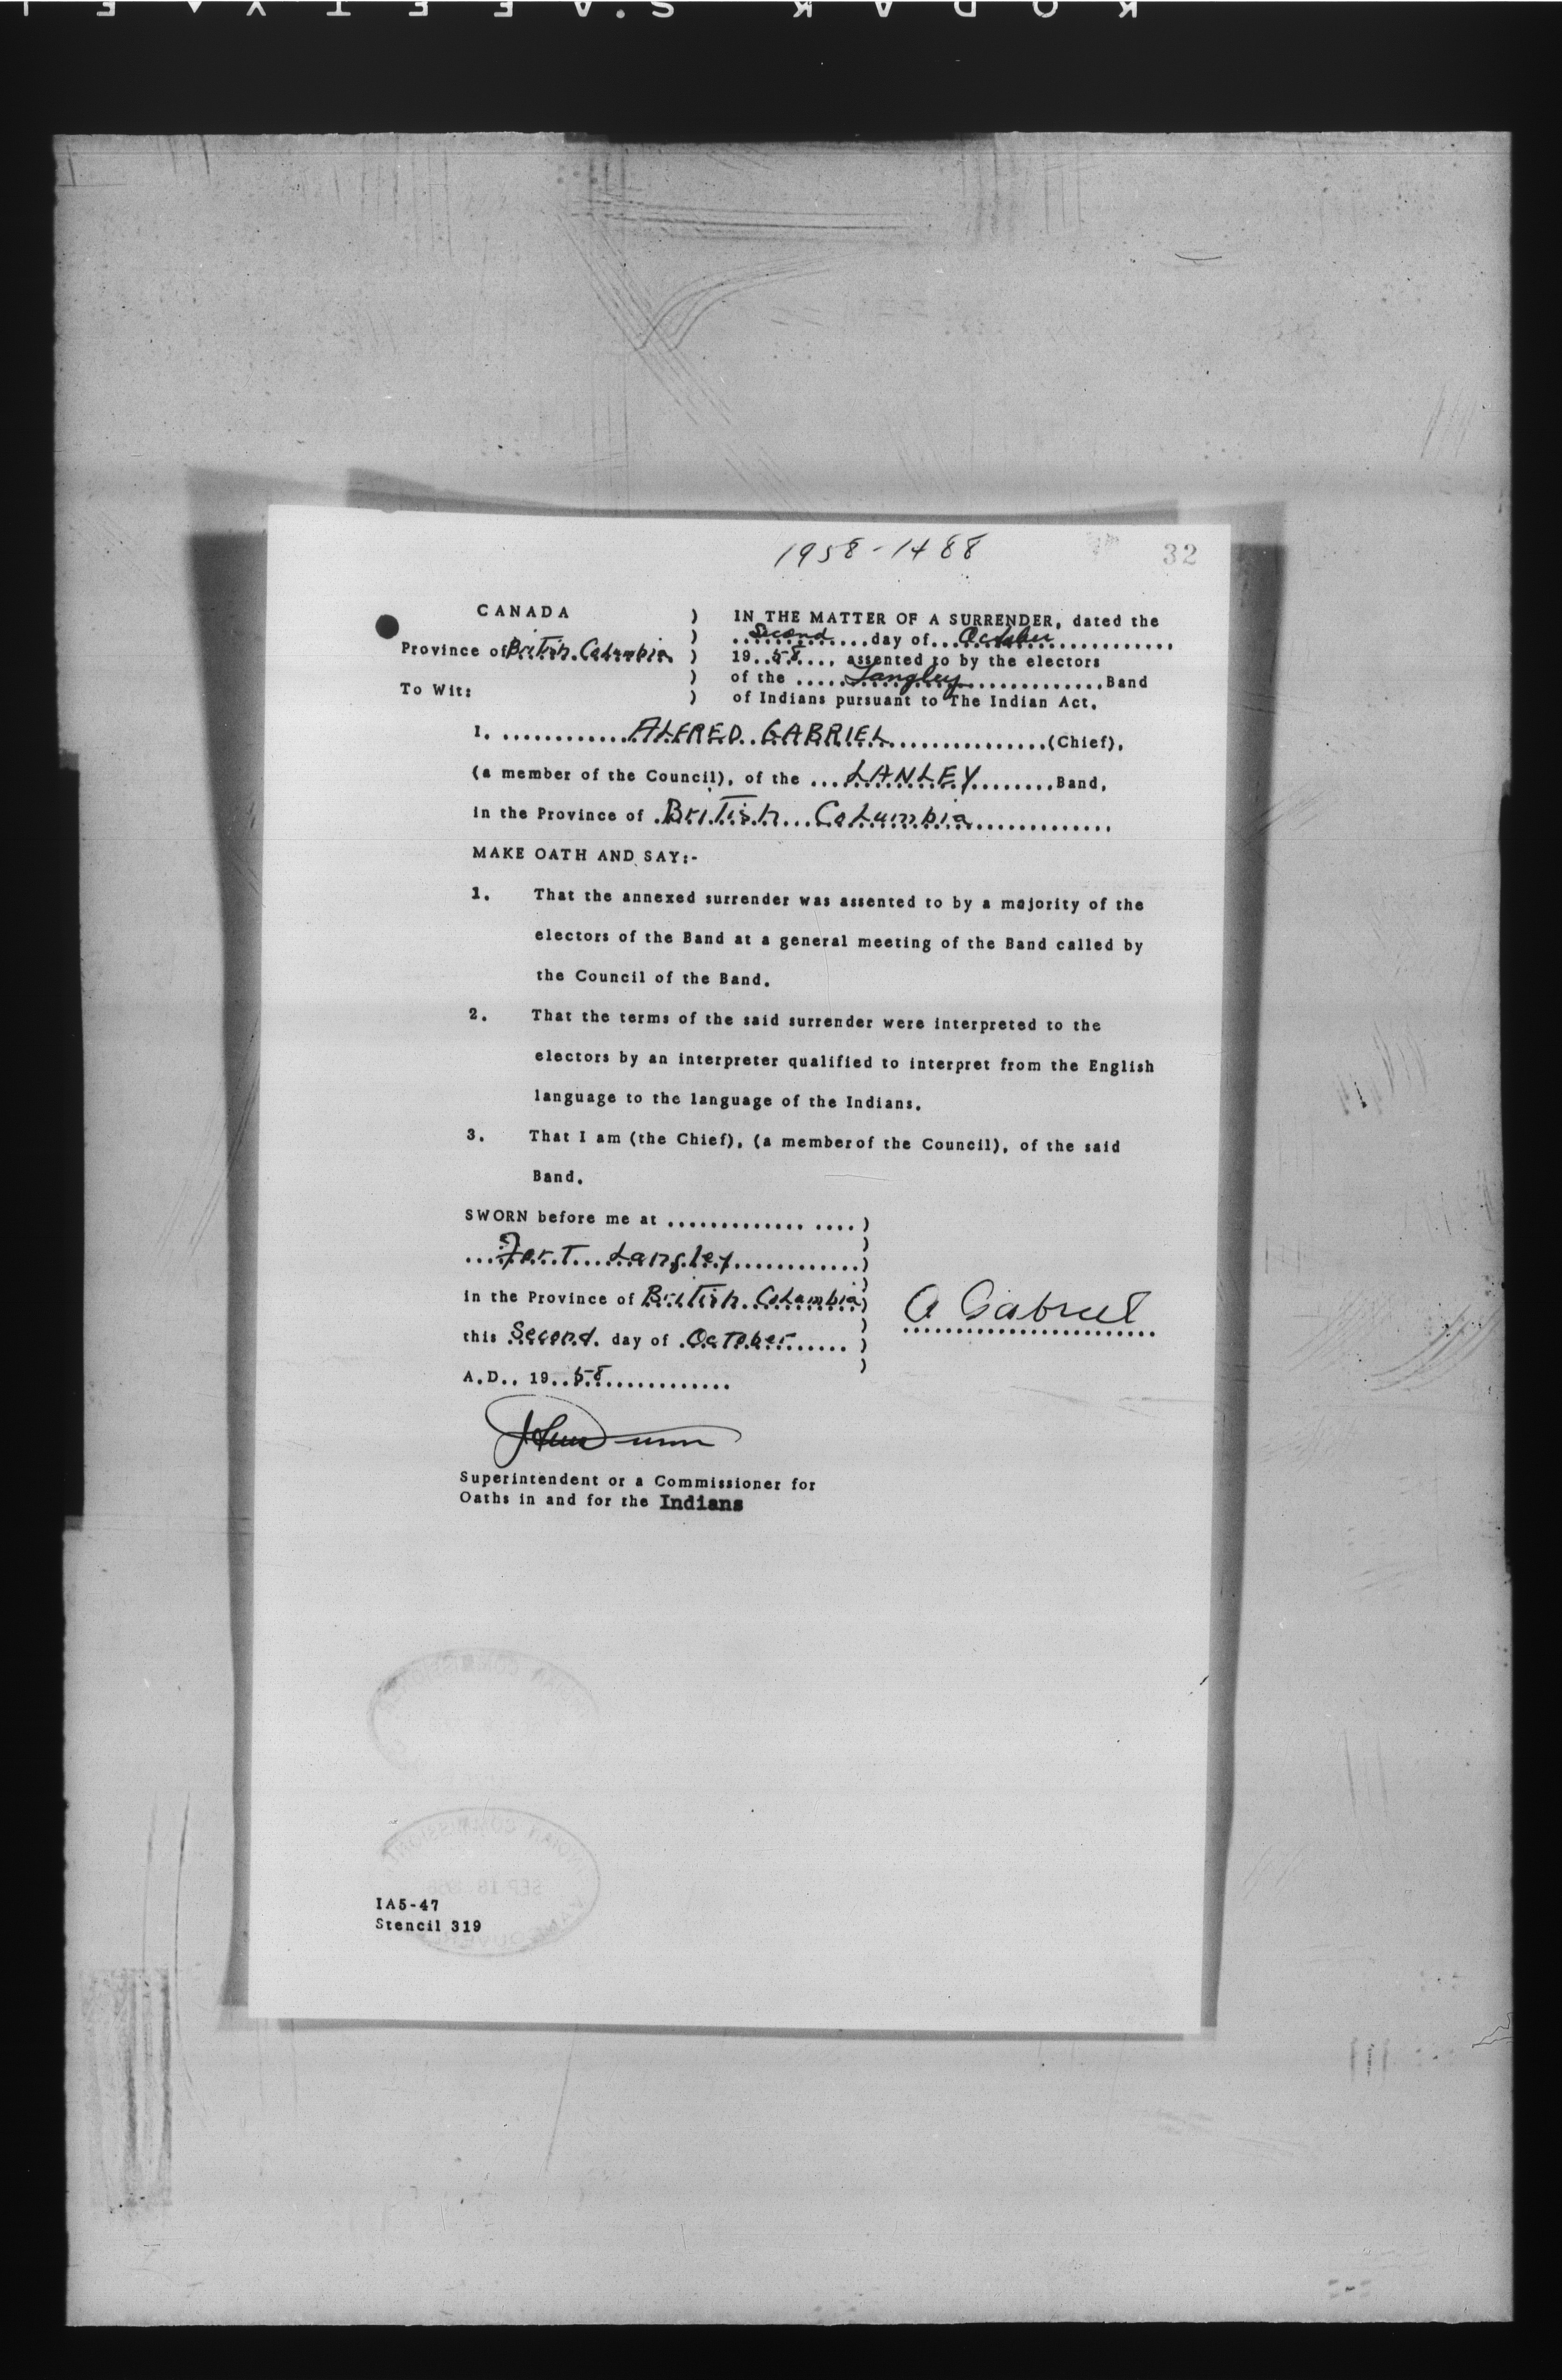 KODAK S.A.F.E.T.Y.
1958-1488
32
CANADA ) IN THE MATTER OF A SURRENDER, dated the
) ..Second.....day of...October...............
Province of British Columbia ) 19..58...., assented to by the electors
) of the .....Langley................Band
To Wit: ) of Indians pursuant to The Indian Act.
I. ............ALFRED GABRIEL................(Chief),
(a member of the Council), of the ....LANLEY........Band,
in the Province of .British Columbia..............
MAKE OATH AND SAY:-
1. That the annexed surrender was assented to by a majority of the
electors of the Band at a general meeting of the Band called by
the Council of the Band.
2. That the terms of the said surrender were interpreted to the
electors by an interpreter qualified to interpret from the English
language to the language of the Indians.
3. That I am (the Chief), (a member of the Council), of the said
Band.
SWORN before me at .............. .... )
....Fort Langley.............)
in the Province of British Columbia )
A Gabriel
this Second. day of .October...... )
A.D., 19..58..............
Superintendent or a Commissioner for
Oaths in and for the Indians
SEP 18
IA5-47
Stencil 319